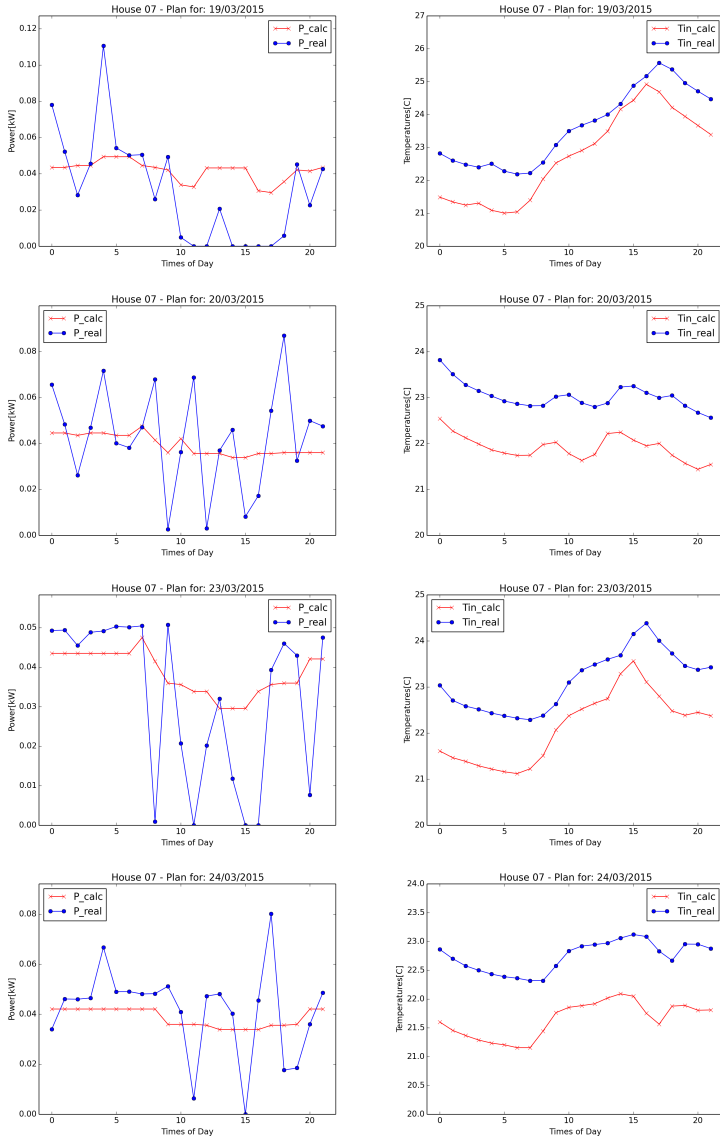 House 07 - Plan for: 19/03/2015
P_calc
P_real
Power[kW]
0.12
0.10
0.08
0.06
0.04
0.02
0.00
0 5 10 15 20
Times of Day
House 07 - Plan for: 19/03/2015
Tin_calc
Tin_real
Temperatures[C]
27
26
25
24
23
22
21
20
0 5 10 15 20
Times of Day
House 07 - Plan for: 20/03/2015
P_calc
P_real
Power[kW]
0.08
0.06
0.04
0.02
0.00
0 5 10 15 20
Times of Day
House 07 - Plan for: 20/03/2015
Tin_calc
Tin_real
Temperatures[C]
25
24
23
22
21
20
0 5 10 15 20
Times of Day
House 07 - Plan for: 23/03/2015
P_calc
P_real
Power[kW]
0.05
0.04
0.03
0.02
0.01
0.00
0 5 10 15 20
Times of Day
House 07 - Plan for: 23/03/2015
Tin_calc
Tin_real
Temperatures[C]
25
24
23
22
21
20
0 5 10 15 20
Times of Day
House 07 - Plan for: 24/03/2015
P_calc
P_real
Power[kW]
0.08
0.06
0.04
0.02
0.00
0 5 10 15 20
Times of Day
House 07 - Plan for: 24/03/2015
Tin_calc
Tin_real
Temperatures[C]
24.0
23.5
23.0
22.5
22.0
21.5
21.0
20.5
20.0
0 5 10 15 20
Times of Day